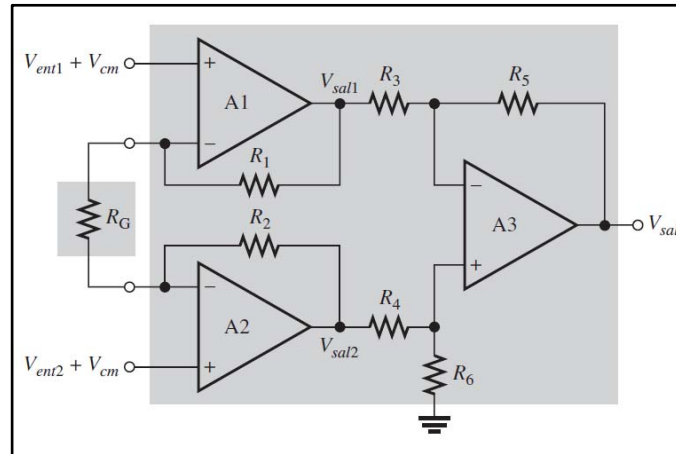 V_ent1 + V_cm
+
A1
−
V_sal1
R_3
R_5
R_1
R_G
R_2
−
A3
+
V_sal
−
A2
+
V_sal2
R_4
R_6
V_ent2 + V_cm